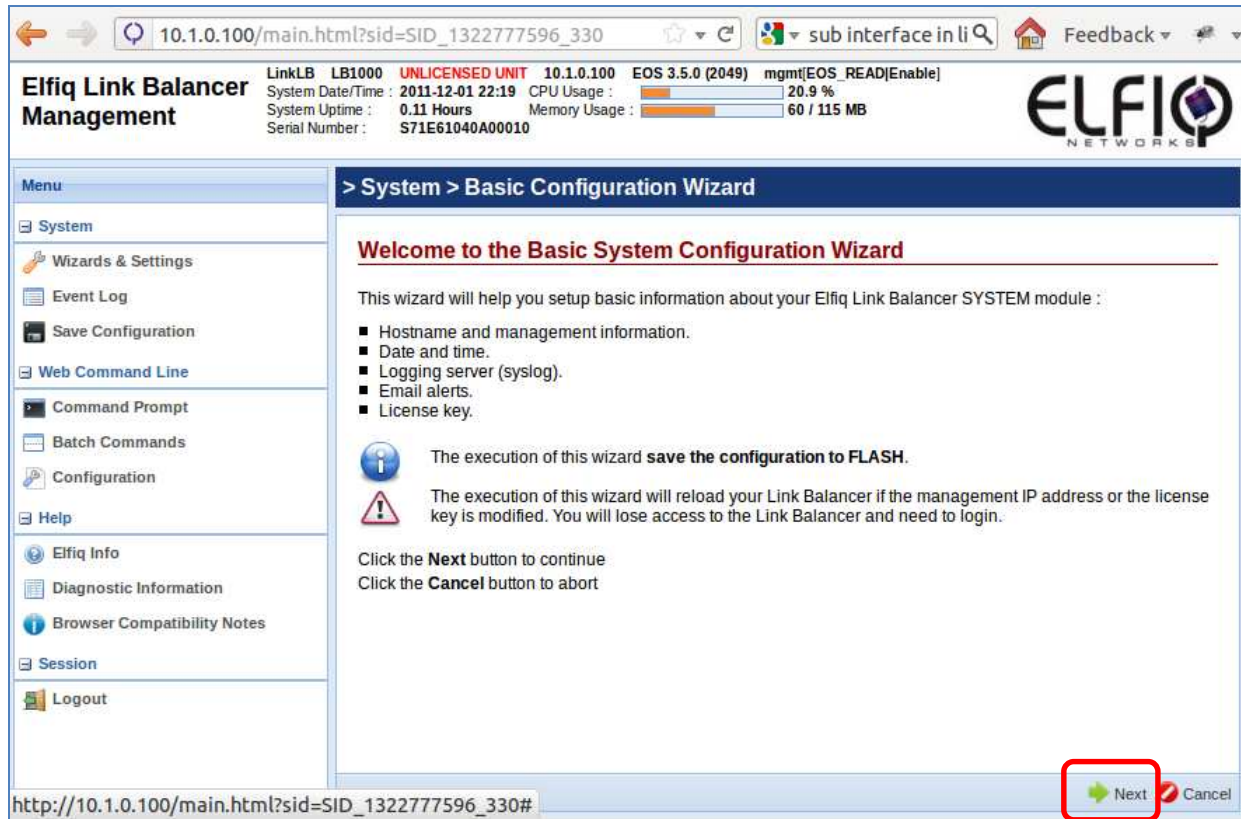 10.1.0.100/main.html?sid=SID_1322777596_330
sub interface in li
Feedback
Elfiq Link Balancer
Management
LinkLB LB1000 UNLICENSED UNIT 10.1.0.100 EOS 3.5.0 (2049) mgmt[EOS_READ|Enable]
System Date/Time : 2011-12-01 22:19 CPU Usage : 20.9 %
System Uptime : 0.11 Hours Memory Usage : 60 / 115 MB
Serial Number : S71E61040A00010
ELFIQ
NETWORKS
Menu
System
Wizards & Settings
Event Log
Save Configuration
Web Command Line
Command Prompt
Batch Commands
Configuration
Help
Elfiq Info
Diagnostic Information
Browser Compatibility Notes
Session
Logout
> System > Basic Configuration Wizard
Welcome to the Basic System Configuration Wizard
This wizard will help you setup basic information about your Elfiq Link Balancer SYSTEM module :
Hostname and management information.
Date and time.
Logging server (syslog).
Email alerts.
License key.
The execution of this wizard save the configuration to FLASH.
The execution of this wizard will reload your Link Balancer if the management IP address or the license
key is modified. You will lose access to the Link Balancer and need to login.
Click the Next button to continue
Click the Cancel button to abort
Next
Cancel
http://10.1.0.100/main.html?sid=SID_1322777596_330#